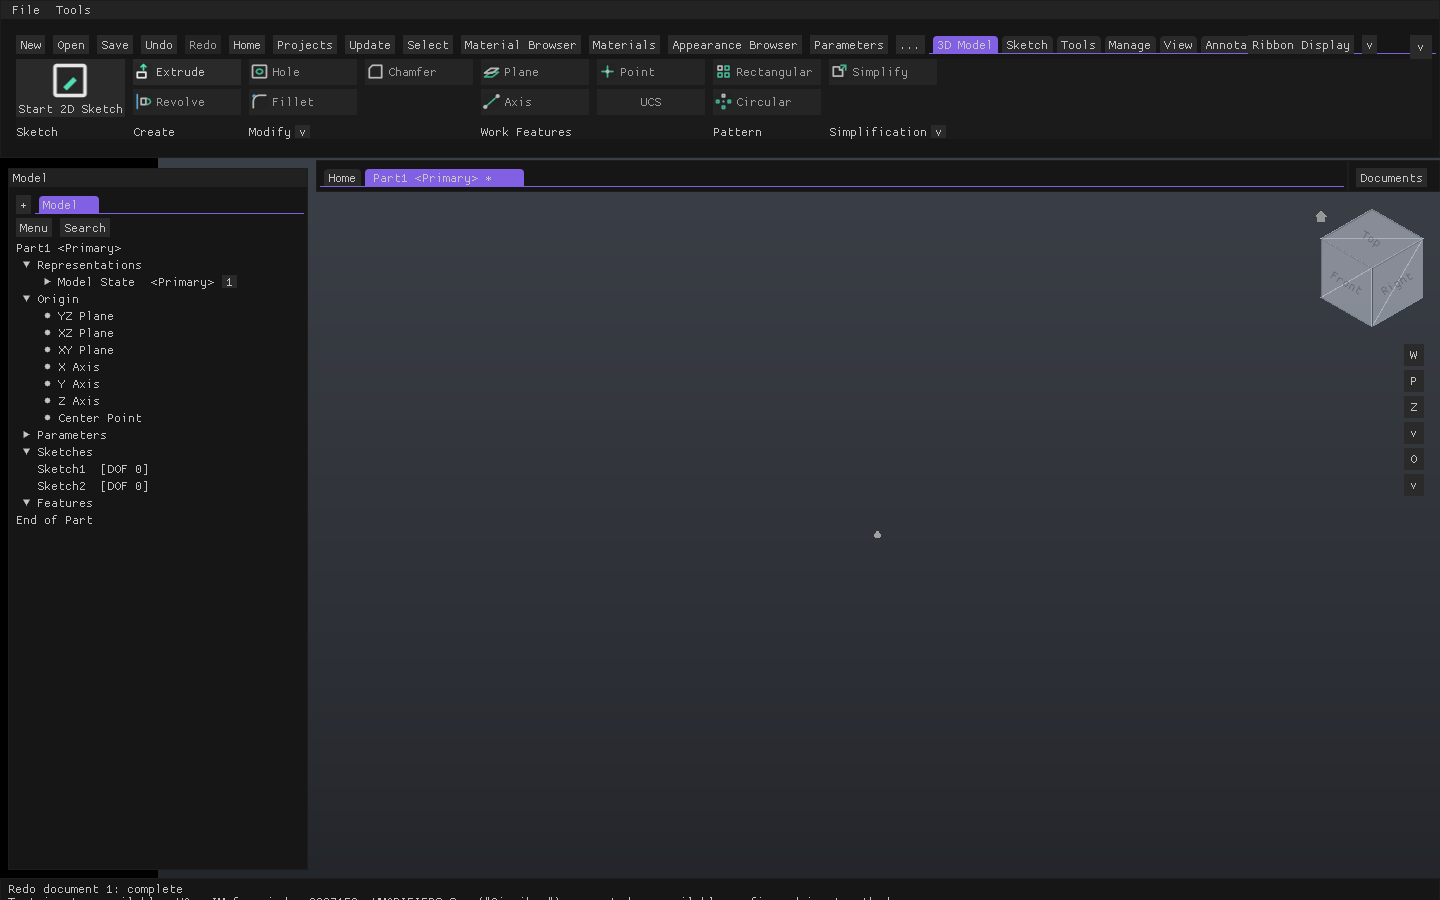 File Tools
New Open Save Undo Redo Home Projects Update Select Material Browser Materials Appearance Browser Parameters ... 3D Model Sketch Tools Manage View Annota Ribbon Display v v
Extrude Hole Chamfer Plane Point Rectangular Simplify
Start 2D Sketch Revolve Fillet Axis UCS Circular
Sketch Create Modify v Work Features Pattern Simplification v
Model
Home Part1 <Primary> * Documents
+ Model
Menu Search
Part1 <Primary>
Representations
Model State <Primary> 1
Origin
YZ Plane
XZ Plane
XY Plane
X Axis
Y Axis
Z Axis
Center Point
Parameters
Sketches
Sketch1 [DOF 0]
Sketch2 [DOF 0]
Features
End of Part
Top
Front Right
W
P
Z
v
O
v
Redo document 1: complete